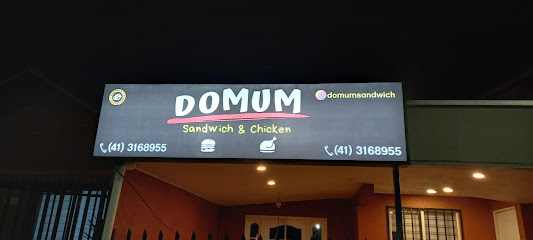 DOMUM
domumsandwich
Sandwich & Chicken
(41) 3168955
(41) 3168955